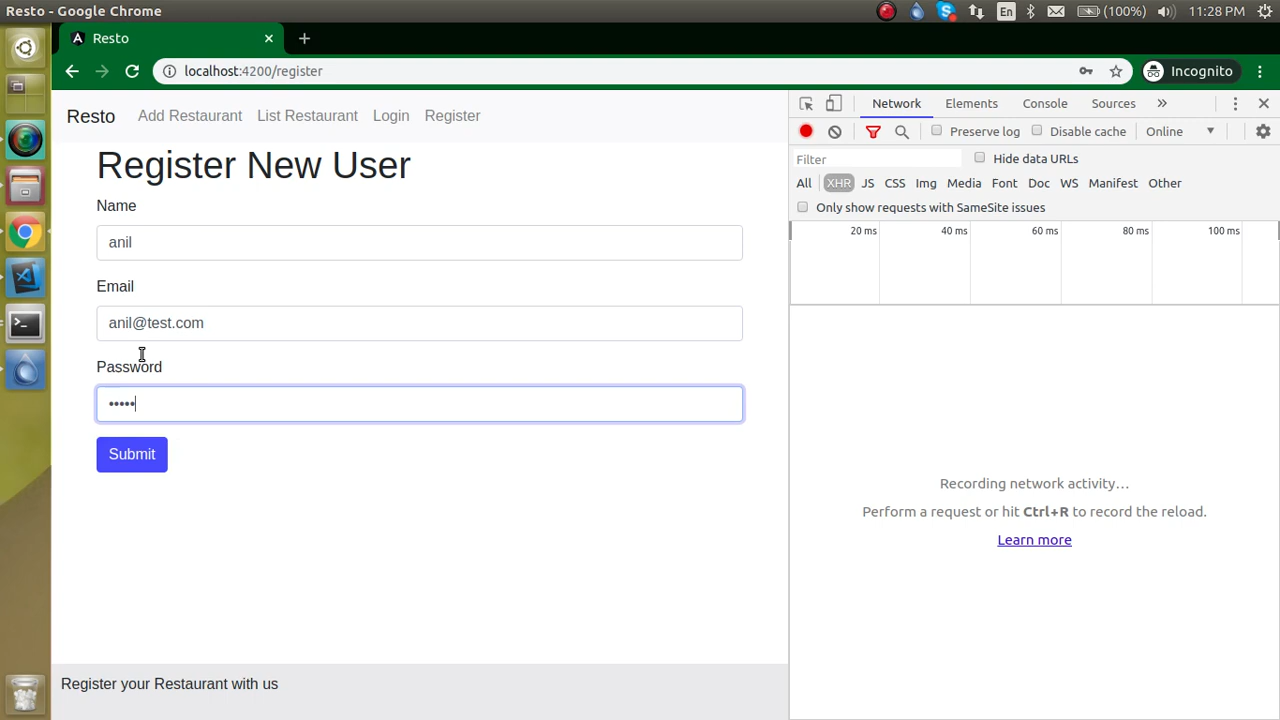 Resto - Google Chrome
En
(100%)
11:28 PM
Resto
localhost:4200/register
Incognito
Resto
Add Restaurant
List Restaurant
Login
Register
Register New User
Name
anil
Email
anil@test.com
Password
•••••
Submit
Register your Restaurant with us
Network
Elements
Console
Sources
Preserve log
Disable cache
Online
Filter
Hide data URLs
All
XHR
JS
CSS
Img
Media
Font
Doc
WS
Manifest
Other
Only show requests with SameSite issues
20 ms
40 ms
60 ms
80 ms
100 ms
Recording network activity…
Perform a request or hit Ctrl+R to record the reload.
Learn more